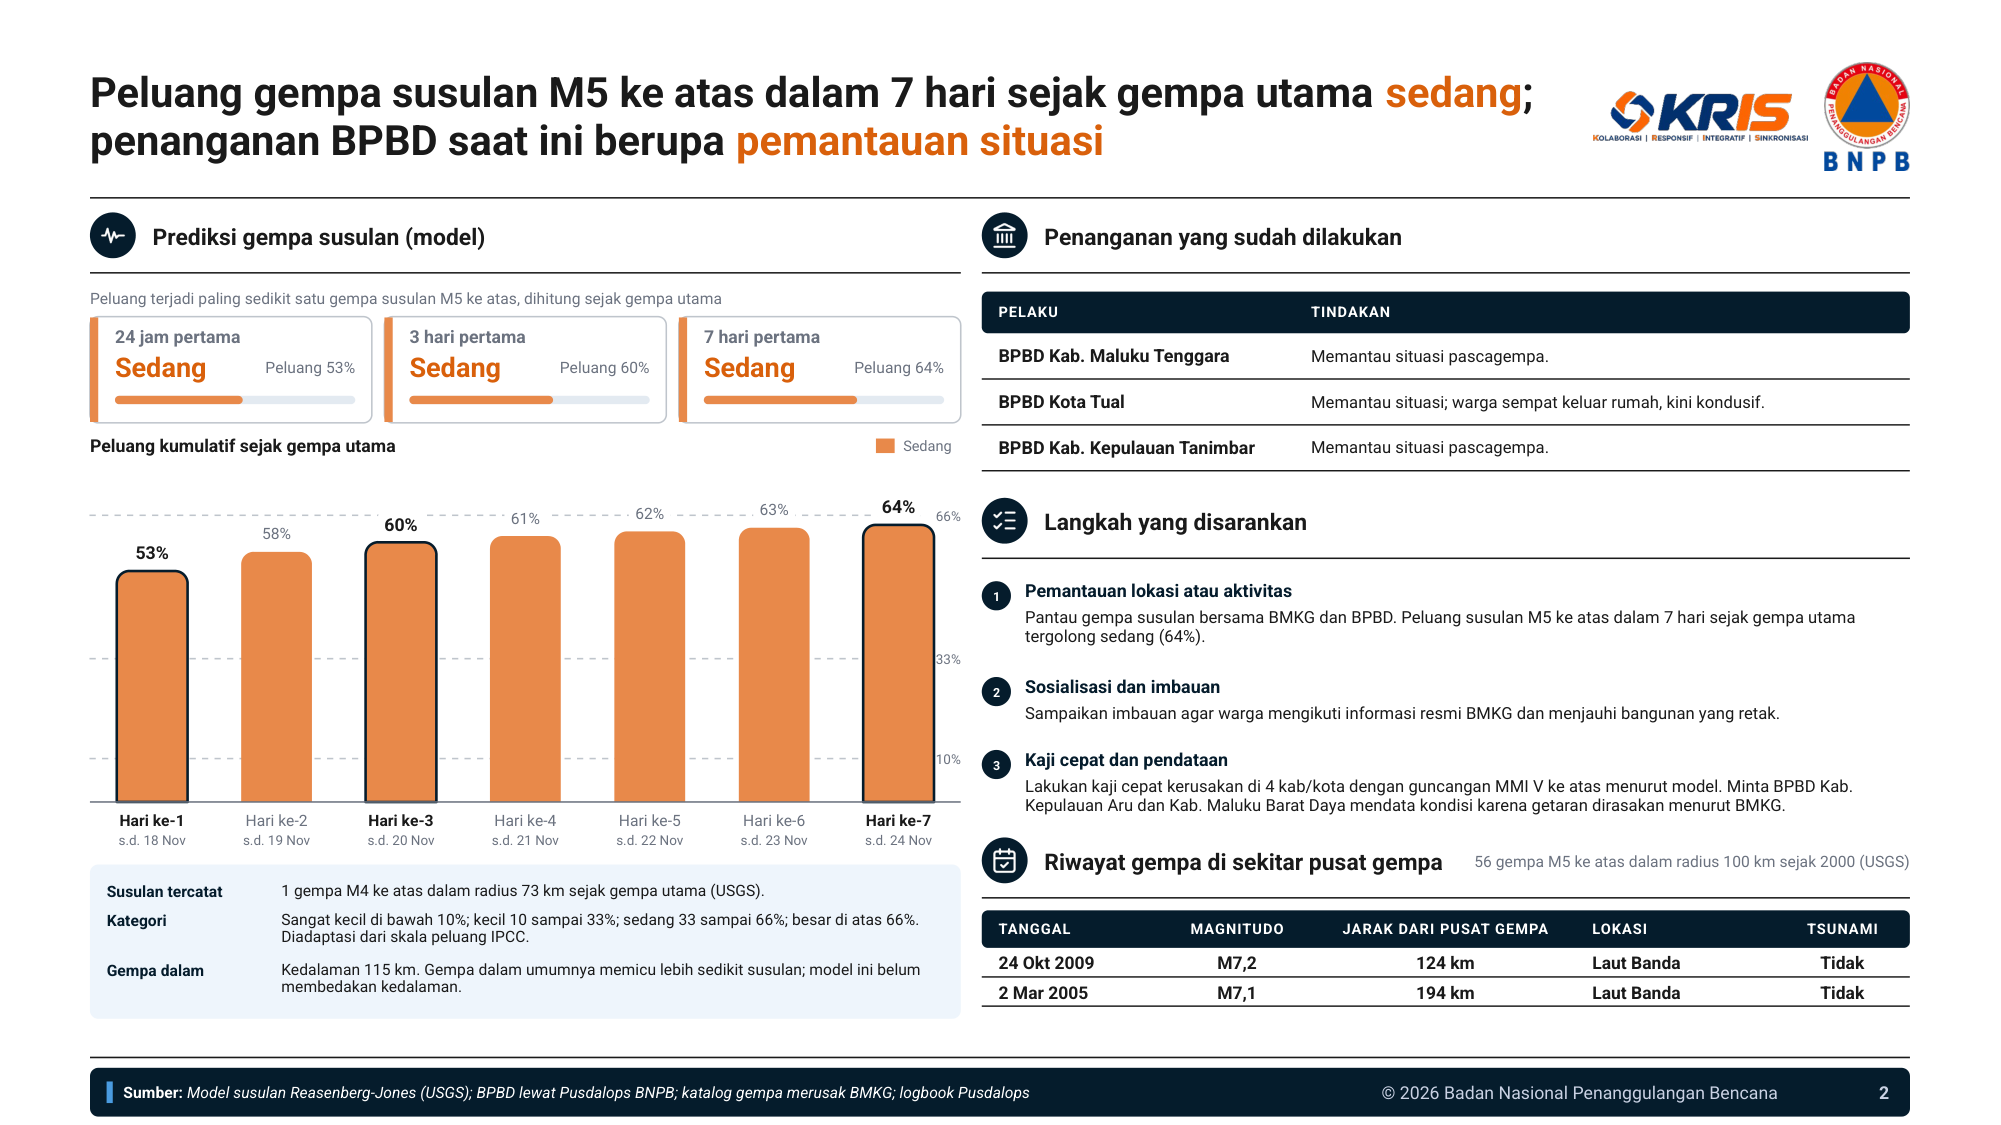 Peluang gempa susulan M5 ke atas dalam 7 hari sejak gempa utama sedang;
penanganan BPBD saat ini berupa pemantauan situasi
KRIS
KOLABORASI | RESPONSIF | INTEGRATIF | SINKRONISASI
BADAN NASIONAL
PENANGGULANGAN BENCANA
BNPB
Prediksi gempa susulan (model)
Peluang terjadi paling sedikit satu gempa susulan M5 ke atas, dihitung sejak gempa utama
24 jam pertama
Sedang Peluang 53%
3 hari pertama
Sedang Peluang 60%
7 hari pertama
Sedang Peluang 64%
Peluang kumulatif sejak gempa utama
Sedang
53%
58%
60%
61%
62%
63%
64%
66%
33%
10%
Hari ke-1
s.d. 18 Nov
Hari ke-2
s.d. 19 Nov
Hari ke-3
s.d. 20 Nov
Hari ke-4
s.d. 21 Nov
Hari ke-5
s.d. 22 Nov
Hari ke-6
s.d. 23 Nov
Hari ke-7
s.d. 24 Nov
Susulan tercatat 1 gempa M4 ke atas dalam radius 73 km sejak gempa utama (USGS).
Kategori Sangat kecil di bawah 10%; kecil 10 sampai 33%; sedang 33 sampai 66%; besar di atas 66%.
Diadaptasi dari skala peluang IPCC.
Gempa dalam Kedalaman 115 km. Gempa dalam umumnya memicu lebih sedikit susulan; model ini belum
membedakan kedalaman.
Penanganan yang sudah dilakukan
PELAKU TINDAKAN
BPBD Kab. Maluku Tenggara Memantau situasi pascagempa.
BPBD Kota Tual Memantau situasi; warga sempat keluar rumah, kini kondusif.
BPBD Kab. Kepulauan Tanimbar Memantau situasi pascagempa.
Langkah yang disarankan
1 Pemantauan lokasi atau aktivitas
Pantau gempa susulan bersama BMKG dan BPBD. Peluang susulan M5 ke atas dalam 7 hari sejak gempa utama
tergolong sedang (64%).
2 Sosialisasi dan imbauan
Sampaikan imbauan agar warga mengikuti informasi resmi BMKG dan menjauhi bangunan yang retak.
3 Kaji cepat dan pendataan
Lakukan kaji cepat kerusakan di 4 kab/kota dengan guncangan MMI V ke atas menurut model. Minta BPBD Kab.
Kepulauan Aru dan Kab. Maluku Barat Daya mendata kondisi karena getaran dirasakan menurut BMKG.
Riwayat gempa di sekitar pusat gempa 56 gempa M5 ke atas dalam radius 100 km sejak 2000 (USGS)
TANGGAL MAGNITUDO JARAK DARI PUSAT GEMPA LOKASI TSUNAMI
24 Okt 2009 M7,2 124 km Laut Banda Tidak
2 Mar 2005 M7,1 194 km Laut Banda Tidak
Sumber: Model susulan Reasenberg-Jones (USGS); BPBD lewat Pusdalops BNPB; katalog gempa merusak BMKG; logbook Pusdalops
© 2026 Badan Nasional Penanggulangan Bencana 2